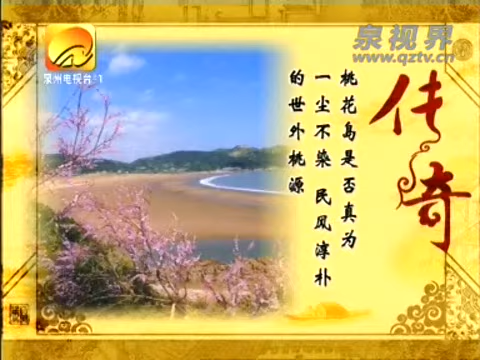 泉州电视台·1
泉视界
www.qztv.cn
传奇
桃花岛是否真为
一尘不染 民风淳朴
的世外桃源